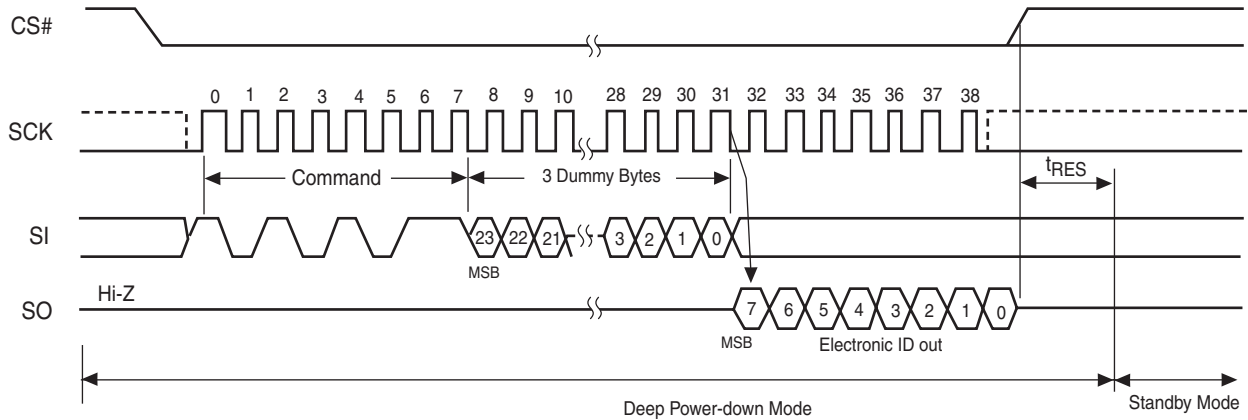 CS#
0 1 2 3 4 5 6 7 8 9 10 28 29 30 31 32 33 34 35 36 37 38
SCK
tRES
Command 3 Dummy Bytes
SI
23 22 21 3 2 1 0
MSB
Hi-Z
SO
7 6 5 4 3 2 1 0
MSB Electronic ID out
Deep Power-down Mode Standby Mode